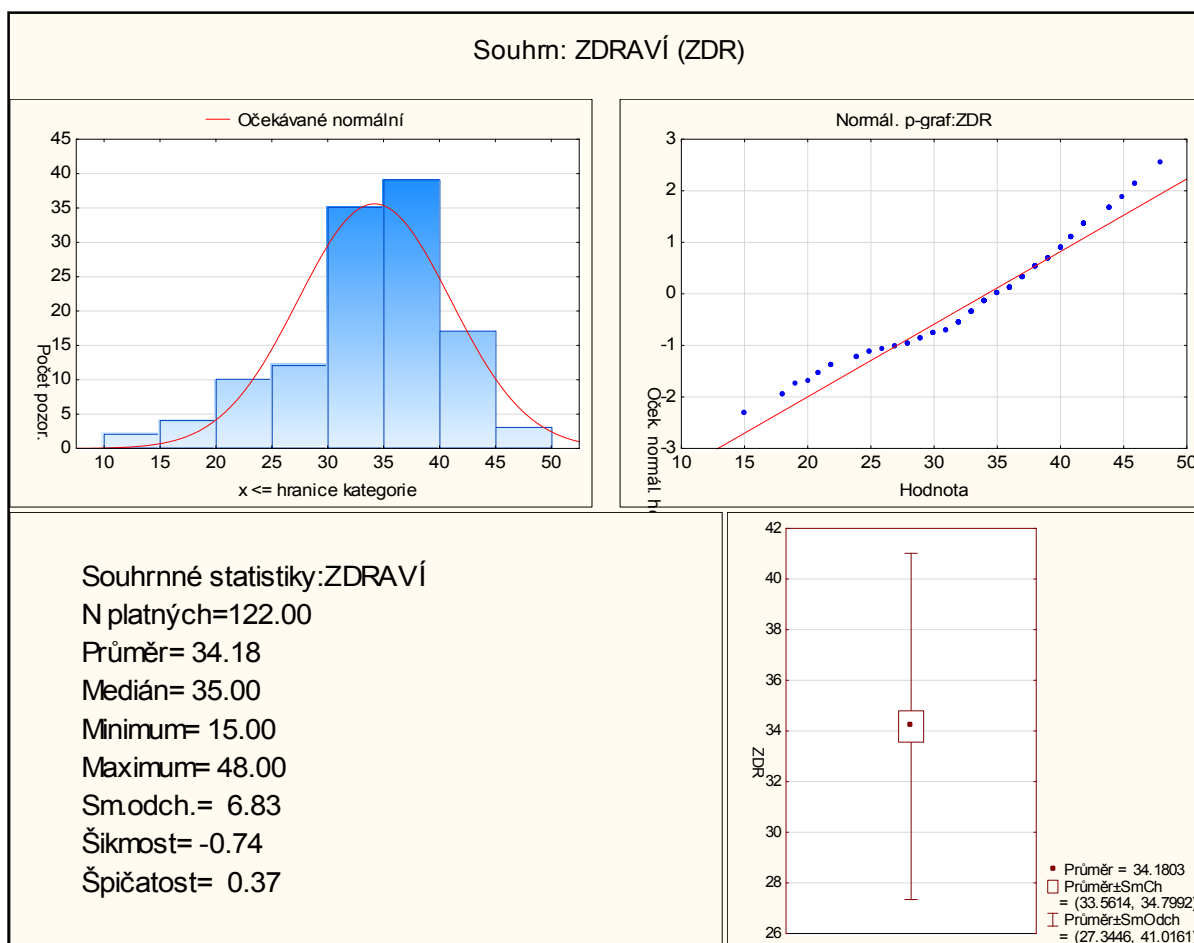 Souhrn: ZDRAVÍ (ZDR)
Očekávané normální
45
40
35
30
25
20
15
10
5
0
Počet pozor.
10 15 20 25 30 35 40 45 50
x <= hranice kategorie
Normál. p-graf:ZDR
3
2
1
0
-1
-2
-3
Oček. normál. ho
10 15 20 25 30 35 40 45 50
Hodnota
Souhrnné statistiky:ZDRAVÍ
N platných=122.00
Průměr= 34.18
Medián= 35.00
Minimum= 15.00
Maximum= 48.00
Sm.odch.= 6.83
Šikmost= -0.74
Špičatost= 0.37
42
40
38
36
34
32
30
28
26
ZDR
Průměr = 34.1803
Průměr±SmCh
= (33.5614, 34.7992)
Průměr±SmOdch
= (27.3446, 41.0161)